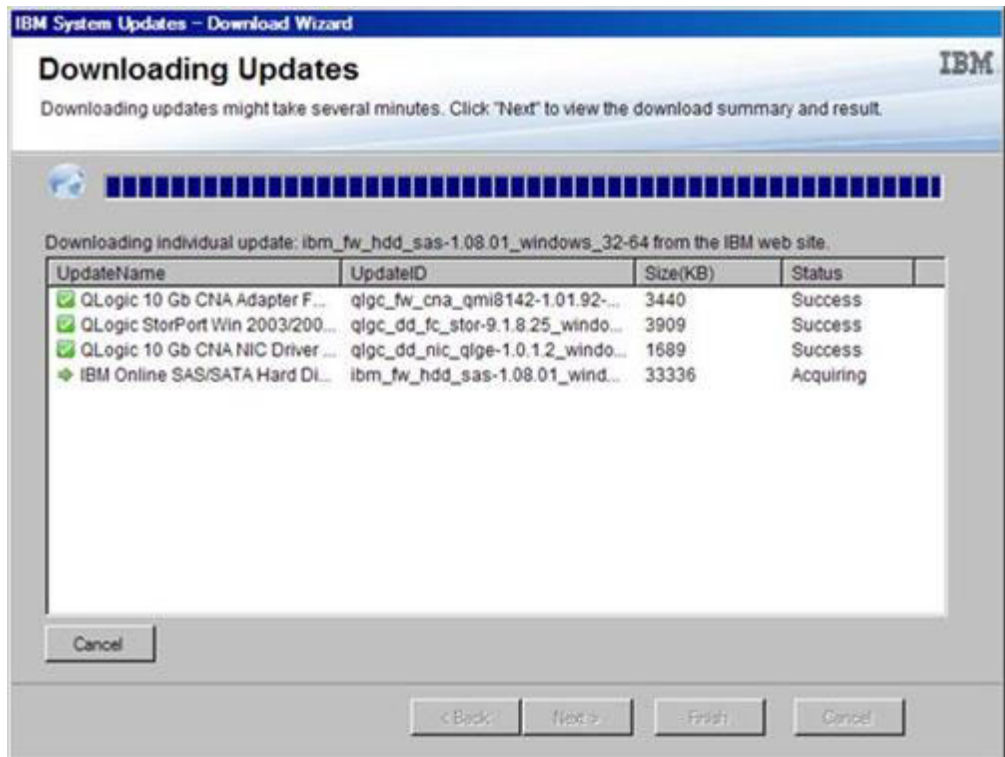 IBM System Updates – Download Wizard
Downloading Updates
IBM
Downloading updates might take several minutes. Click "Next" to view the download summary and result.
Downloading individual update: ibm_fw_hdd_sas-1.08.01_windows_32-64 from the IBM web site.
UpdateName UpdateID Size(KB) Status
QLogic 10 Gb CNA Adapter F... qlgc_fw_cna_qmi8142-1.01.92-... 3440 Success
QLogic StorPort Win 2003/200... qlgc_dd_fc_stor-9.1.8.25_windo... 3909 Success
QLogic 10 Gb CNA NIC Driver ... qlgc_dd_nic_qlge-1.0.1.2_windo... 1689 Success
IBM Online SAS/SATA Hard Di... ibm_fw_hdd_sas-1.08.01_wind... 33336 Acquiring
Cancel
< Back Next > Finish Cancel